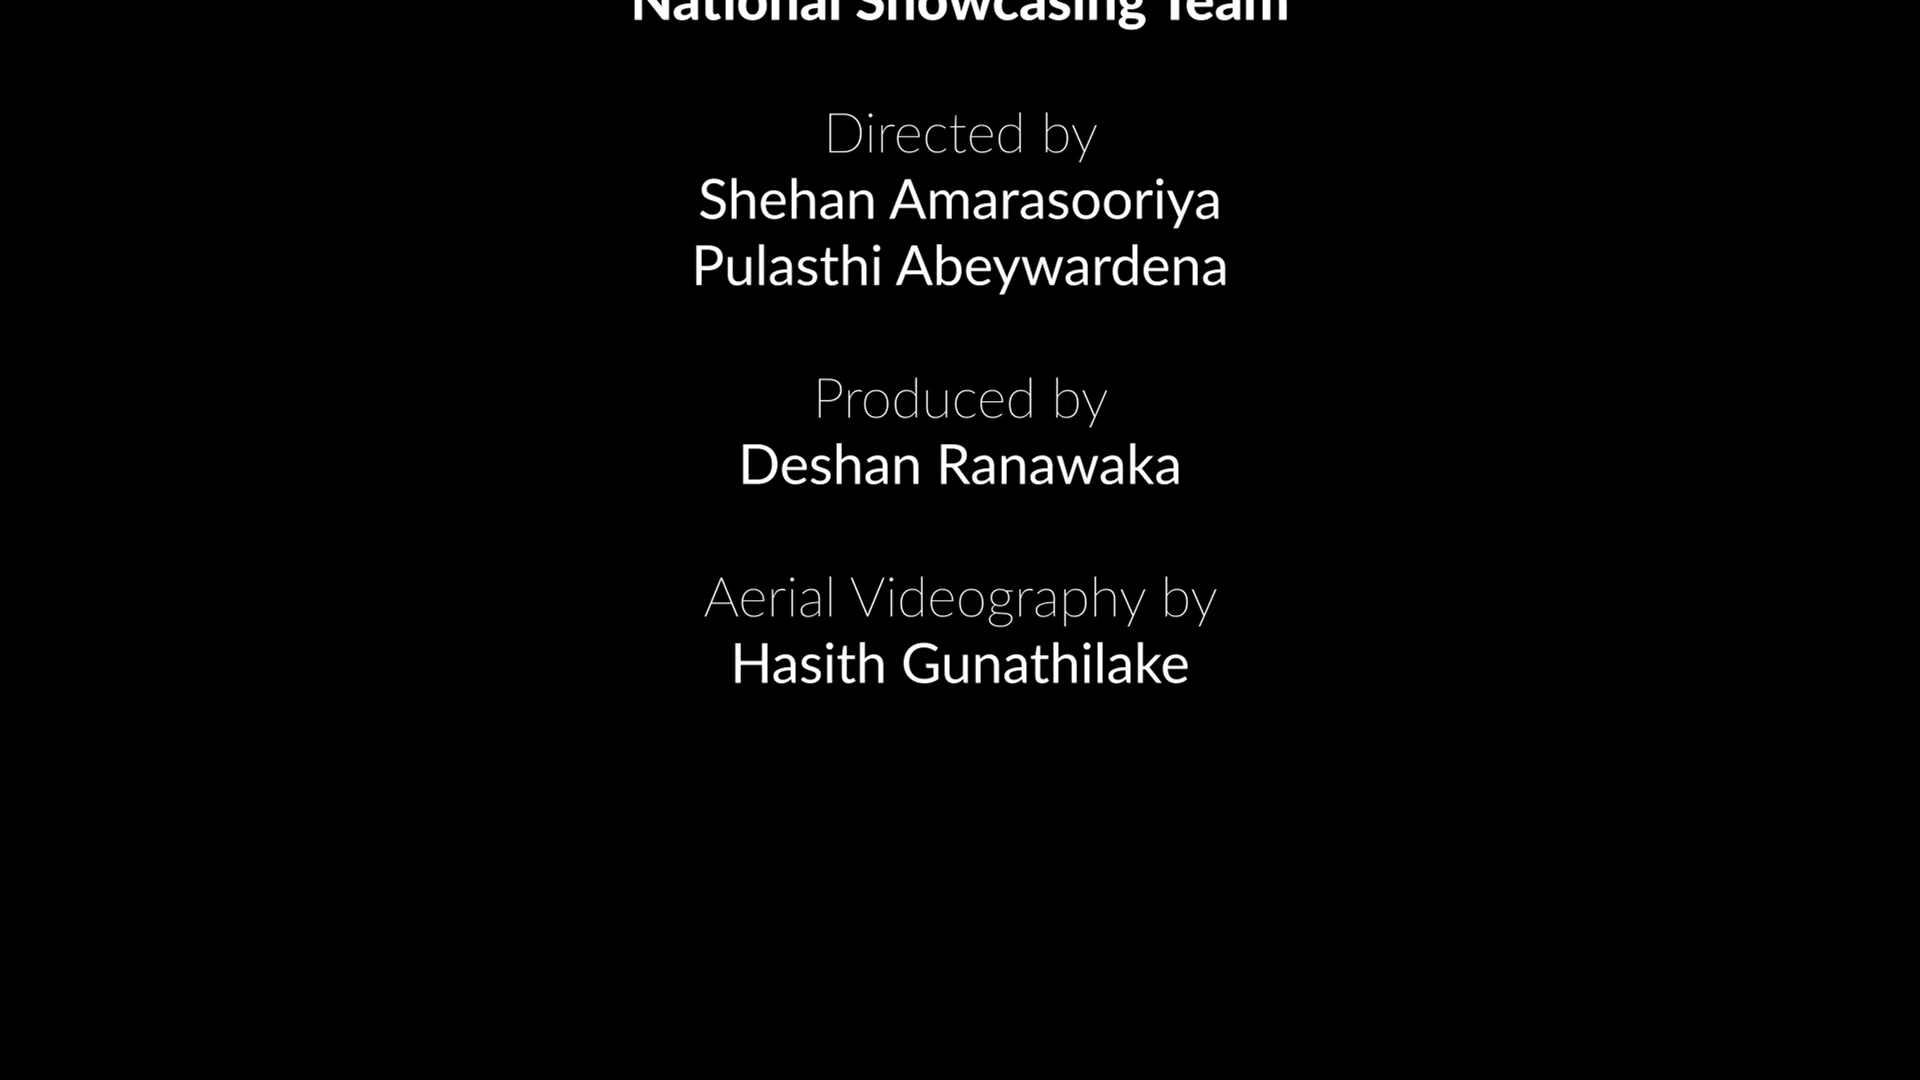 National Showcasing Team
Directed by
Shehan Amarasooriya
Pulasthi Abeywardena
Produced by
Deshan Ranawaka
Aerial Videography by
Hasith Gunathilake